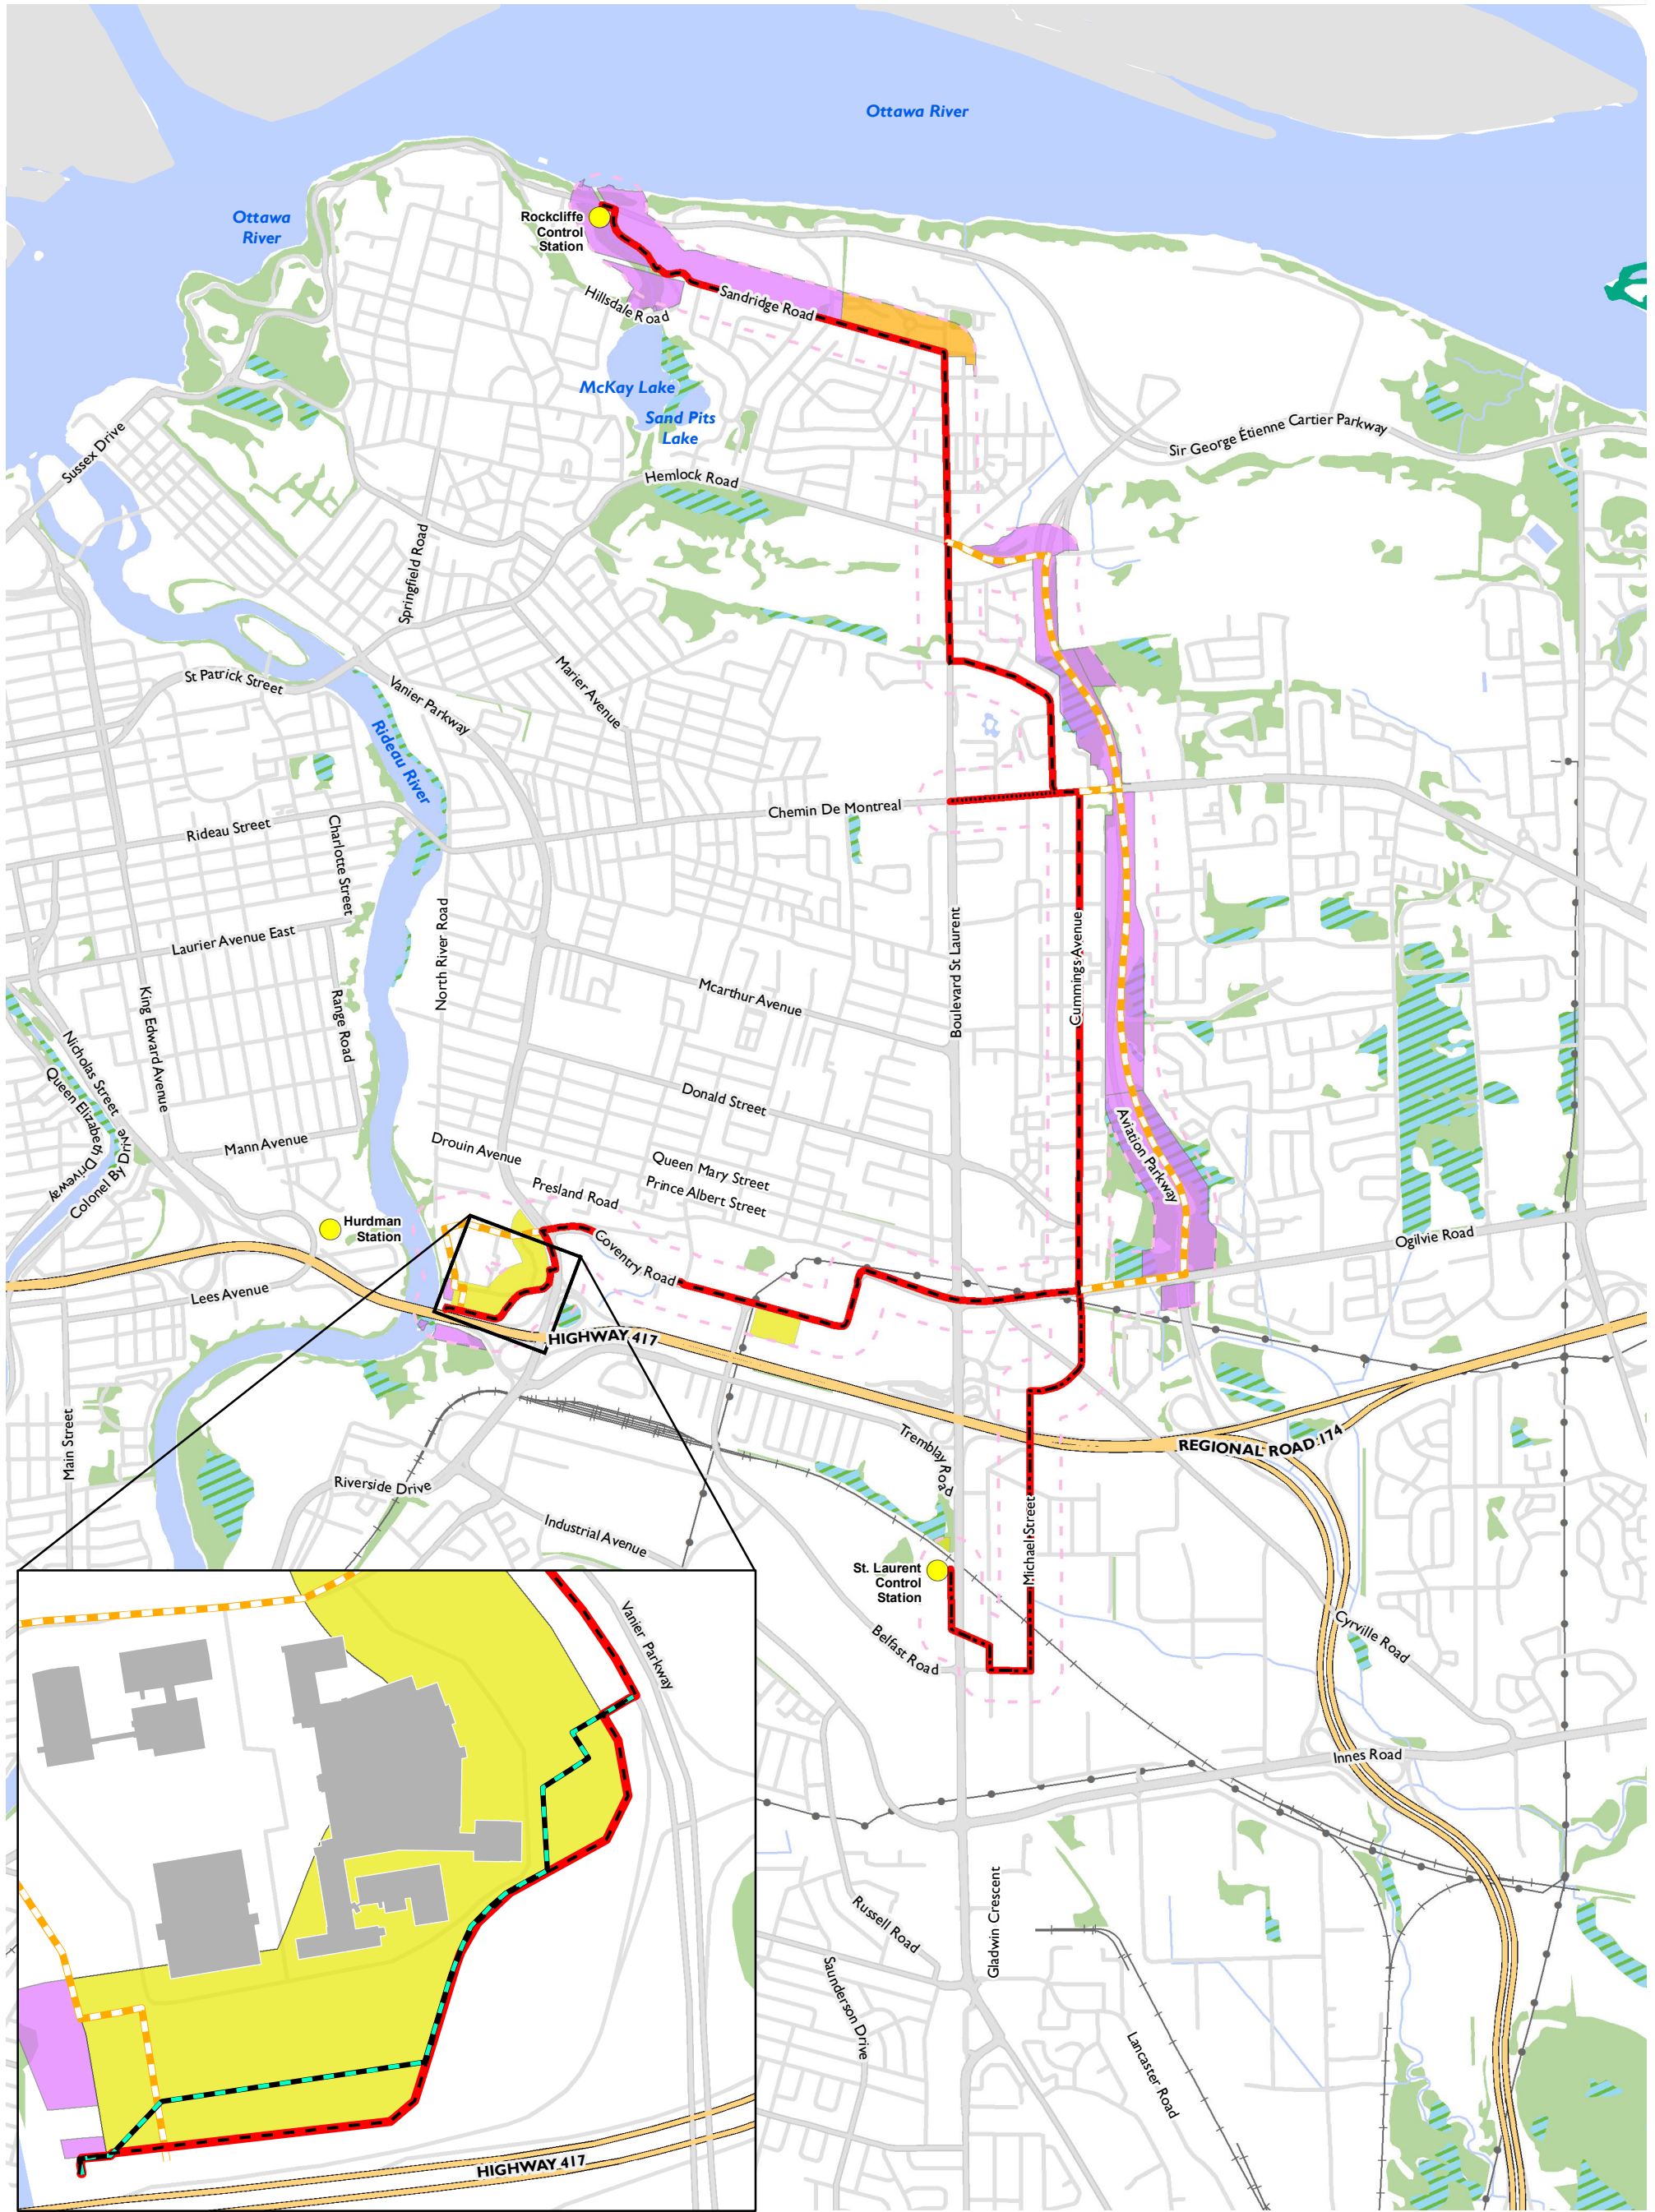 Ottawa River
Ottawa
River
Rockcliffe
Control
Station
Sandridge Road
Hillsdale Road
McKay Lake
Sand Pits
Lake
Sussex Drive
Sir George Étienne Cartier Parkway
Hemlock Road
Springfield Road
St Patrick Street
Vanier Parkway
Marier Avenue
Rideau River
Chemin De Montreal
Rideau Street
Charlotte Street
Laurier Avenue East
North River Road
Boulevard St Laurent
Cummings Avenue
King Edward Avenue
Range Road
Mcarthur Avenue
Nicholas Street
Queen Elizabeth Driveway
Colonel By Drive
Donald Street
Mann Avenue
Drouin Avenue
Queen Mary Street
Prince Albert Street
Presland Road
Aviation Parkway
Hurdman
Station
Coventry Road
Ogilvie Road
Lees Avenue
HIGHWAY 417
Main Street
Tremblay Road
REGIONAL ROAD 174
Riverside Drive
Industrial Avenue
Michael Street
St. Laurent
Control
Station
Vanier Parkway
Belfast Road
Cyrville Road
Innes Road
Russell Road
Gladwin Crescent
Saunderson Drive
Lancaster Road
HIGHWAY 417